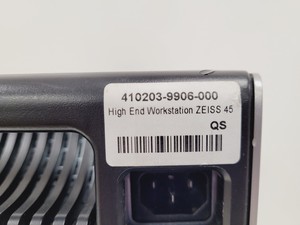 410203-9906-000
High End Workstation ZEISS 45
QS